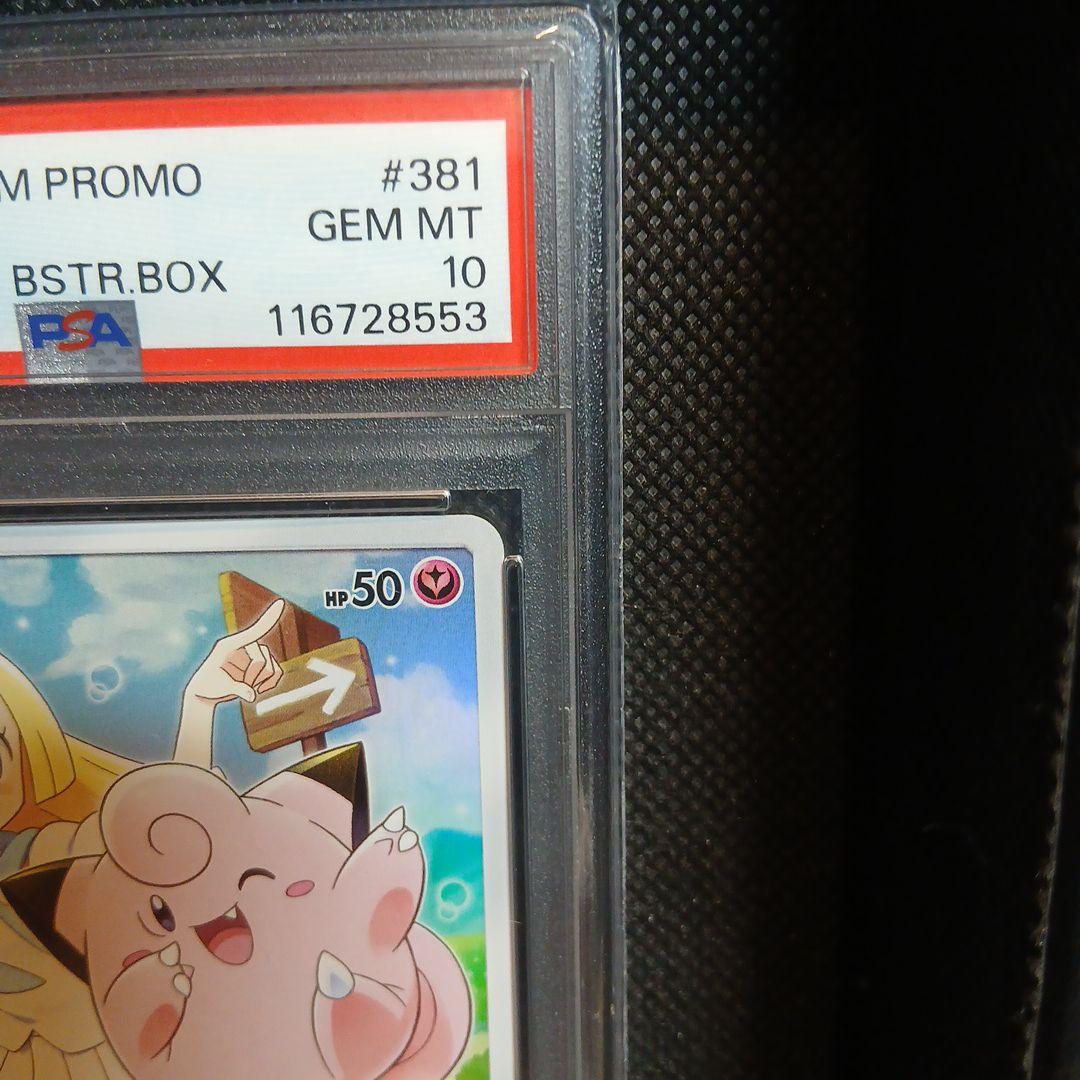 M PROMO #381
GEM MT
BSTR.BOX 10
PSA 116728553
HP50